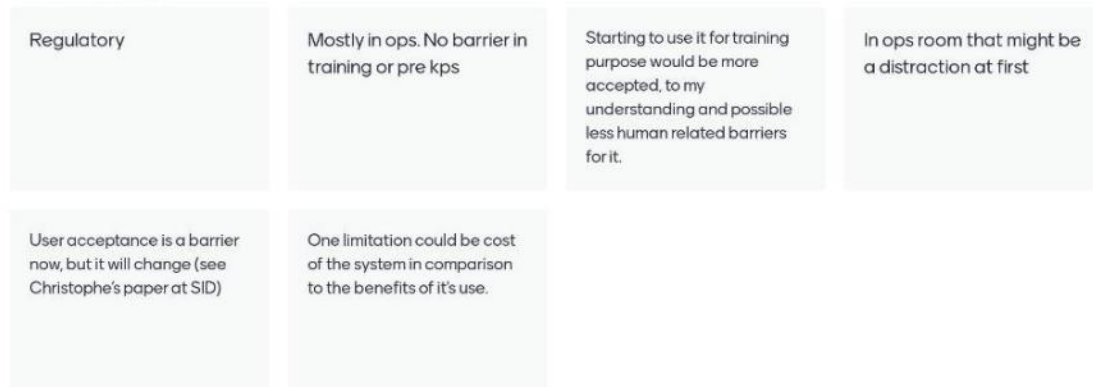 Regulatory
Mostly in ops. No barrier in
training or pre kps
Starting to use it for training
purpose would be more
accepted, to my
understanding and possible
less human related barriers
for it.
In ops room that might be
a distraction at first
User acceptance is a barrier
now, but it will change (see
Christophe's paper at SID)
One limitation could be cost
of the system in comparison
to the benefits of it's use.